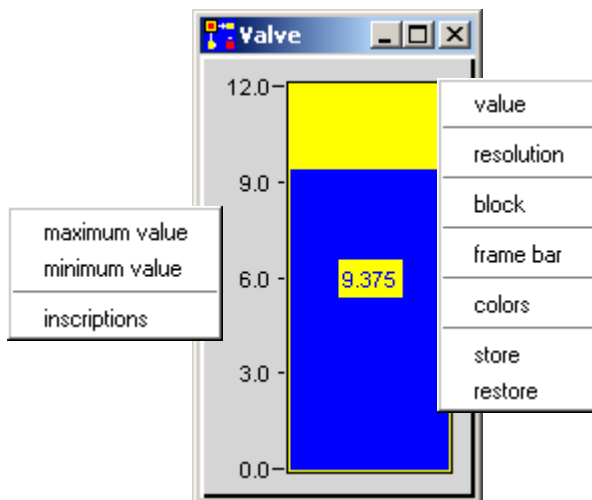 Valve
12.0
9.0
6.0
3.0
0.0
9.375
maximum value
minimum value
inscriptions
value
resolution
block
frame bar
colors
store
restore